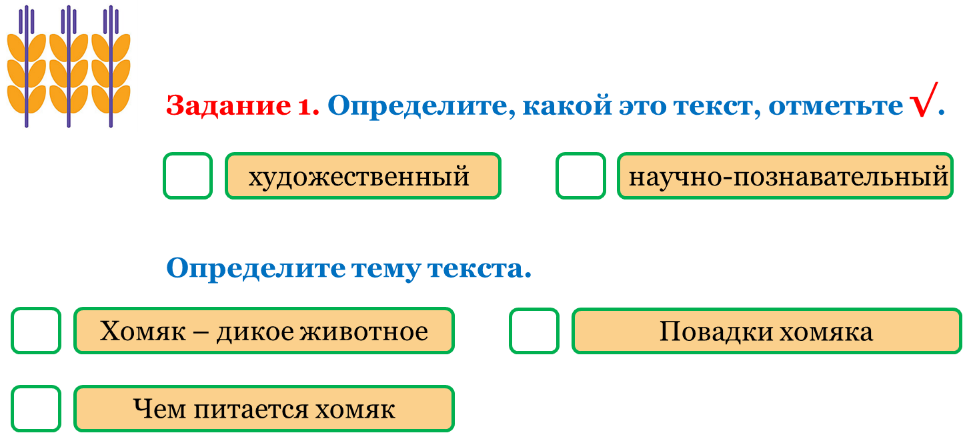 Задание 1. Определите, какой это текст, отметьте √.
художественный научно-познавательный
Определите тему текста.
Хомяк – дикое животное Повадки хомяка
Чем питается хомяк